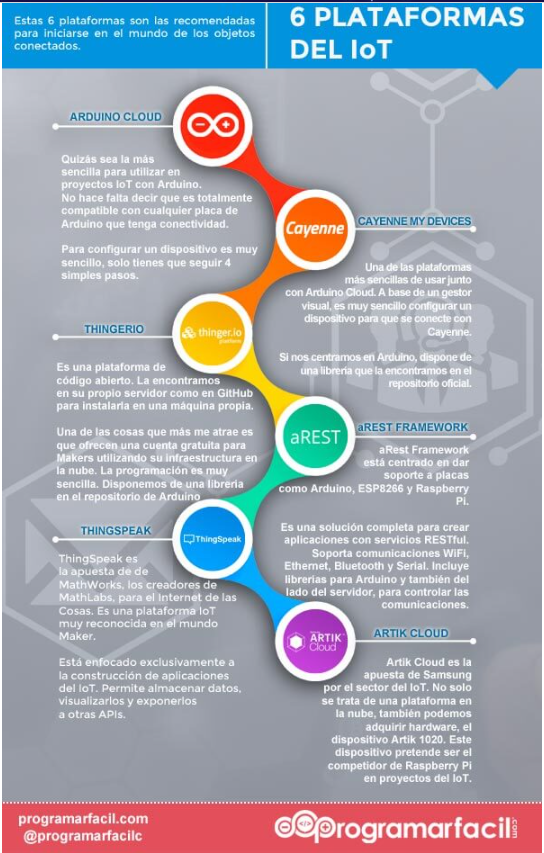 Estas 6 plataformas son las recomendadas
para iniciarse en el mundo de los objetos
conectados.
6 PLATAFORMAS
DEL IoT
ARDUINO CLOUD
Quizás sea la más
sencilla para utilizar en
proyectos IoT con Arduino.
No hace falta decir que es totalmente
compatible con cualquier placa de
Arduino que tenga conectividad.
Para configurar un dispositivo es muy
sencillo, solo tienes que seguir 4
simples pasos.
Cayenne
CAYENNE MY DEVICES
Una de las plataformas
más sencillas de usar junto
con Arduino Cloud. A base de un gestor
visual, es muy sencillo configurar un
dispositivo para que se conecte con
Cayenne.
Si nos centramos en Arduino, dispone de
una librería que la encontramos en el
repositorio oficial.
THINGERIO
thinger.io
platform
Es una plataforma de
código abierto. La encontramos
en su propio servidor como en GitHub
para instalarla en una máquina propia.
Una de las cosas que más me atrae es
que ofrecen una cuenta gratuita para
Makers utilizando su infraestructura en
la nube. La programación es muy
sencilla. Disponemos de una librería
en el repositorio de Arduino
aREST
aREST FRAMEWORK
aRest Framework
está centrado en dar
soporte a placas
como Arduino, ESP8266 y Raspberry
Pi.
Es una solución completa para crear
aplicaciones con servicios RESTful.
Soporta comunicaciones WiFi,
Ethernet, Bluetooth y Serial. Incluye
librerías para Arduino y también del
lado del servidor, para controlar las
comunicaciones.
THINGSPEAK
ThingSpeak
ThingSpeak es
la apuesta de de
MathWorks, los creadores de
MathLabs, para el Internet de las
Cosas. Es una plataforma IoT
muy reconocida en el mundo
Maker.
Está enfocado exclusivamente a
la construcción de aplicaciones
del IoT. Permite almacenar datos,
visualizarlos y exponerlos
a otras APIs.
ARTIK
Cloud
ARTIK CLOUD
Artik Cloud es la
apuesta de Samsung
por el sector del IoT. No solo
se trata de una plataforma en
la nube, también podemos
adquirir hardware, el
dispositivo Artik 1020. Este
dispositivo pretende ser el
competidor de Raspberry Pi
en proyectos del IoT.
programarfacil.com
@programarfacilc
programarfacil.com